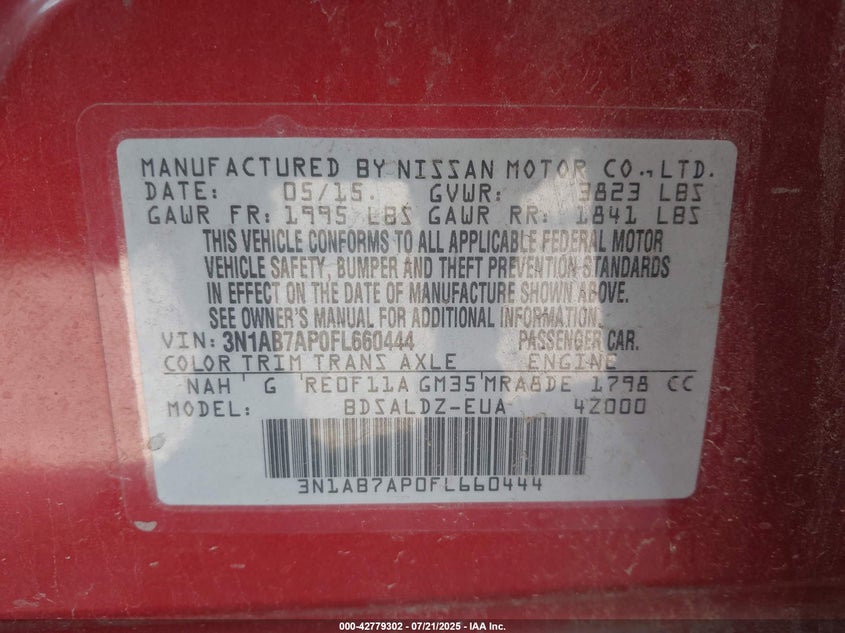 MANUFACTURED BY NISSAN MOTOR CO., LTD.
DATE: 05/15. GVWR: 3823 LBS
GAWR FR: 1995 LBS GAWR RR: 1841 LBS
THIS VEHICLE CONFORMS TO ALL APPLICABLE FEDERAL MOTOR
VEHICLE SAFETY, BUMPER AND THEFT PREVENTION STANDARDS
IN EFFECT ON THE DATE OF MANUFACTURE SHOWN ABOVE.
SEE OWNER'S MANUAL FOR ADDITIONAL INFORMATION.
VIN: 3N1AB7AP0FL660444 PASSENGER CAR.
COLOR TRIM TRANS AXLE ENGINE
NAH G RE0F11A GM35 MRA8DE 1798 CC
MODEL: BDSALDZ-EUA 4Z000
3N1AB7AP0FL660444
000-42779302 - 07/21/2025 - IAA Inc.